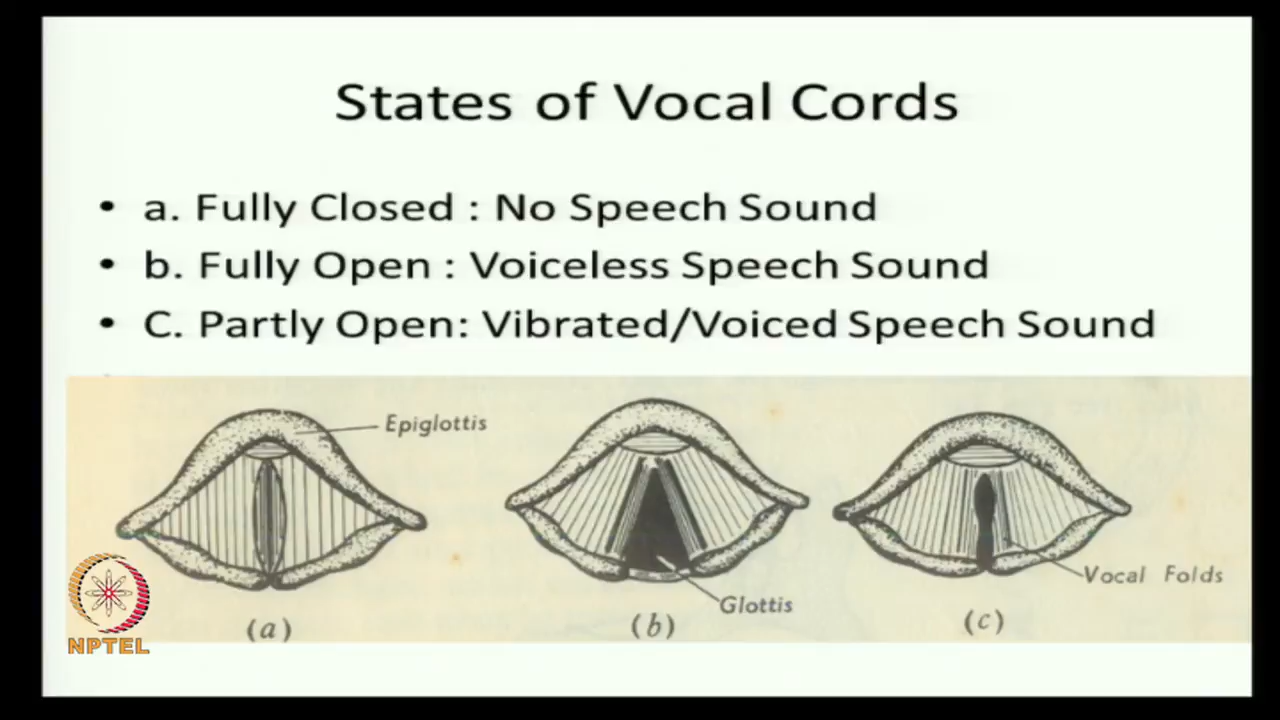 States of Vocal Cords
• a. Fully Closed : No Speech Sound
• b. Fully Open : Voiceless Speech Sound
• C. Partly Open: Vibrated/Voiced Speech Sound
Epiglottis
Glottis
Vocal Folds
(a)
(b)
(c)
NPTEL